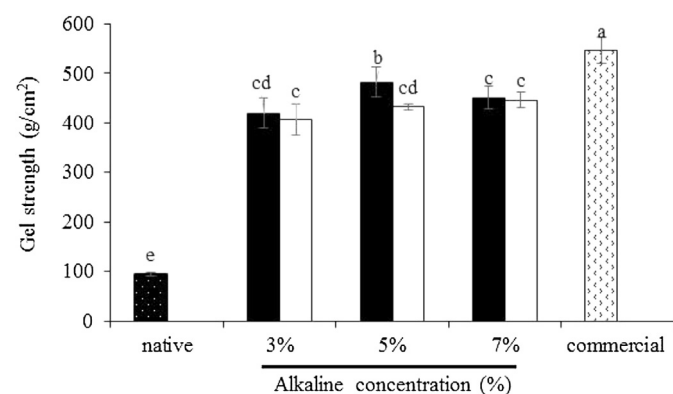 600
a
b
500
cd
c
cd
c
c
400
300
200
e
100
0
Gel strength (g/cm²)
native 3% 5% 7% commercial
Alkaline concentration (%)